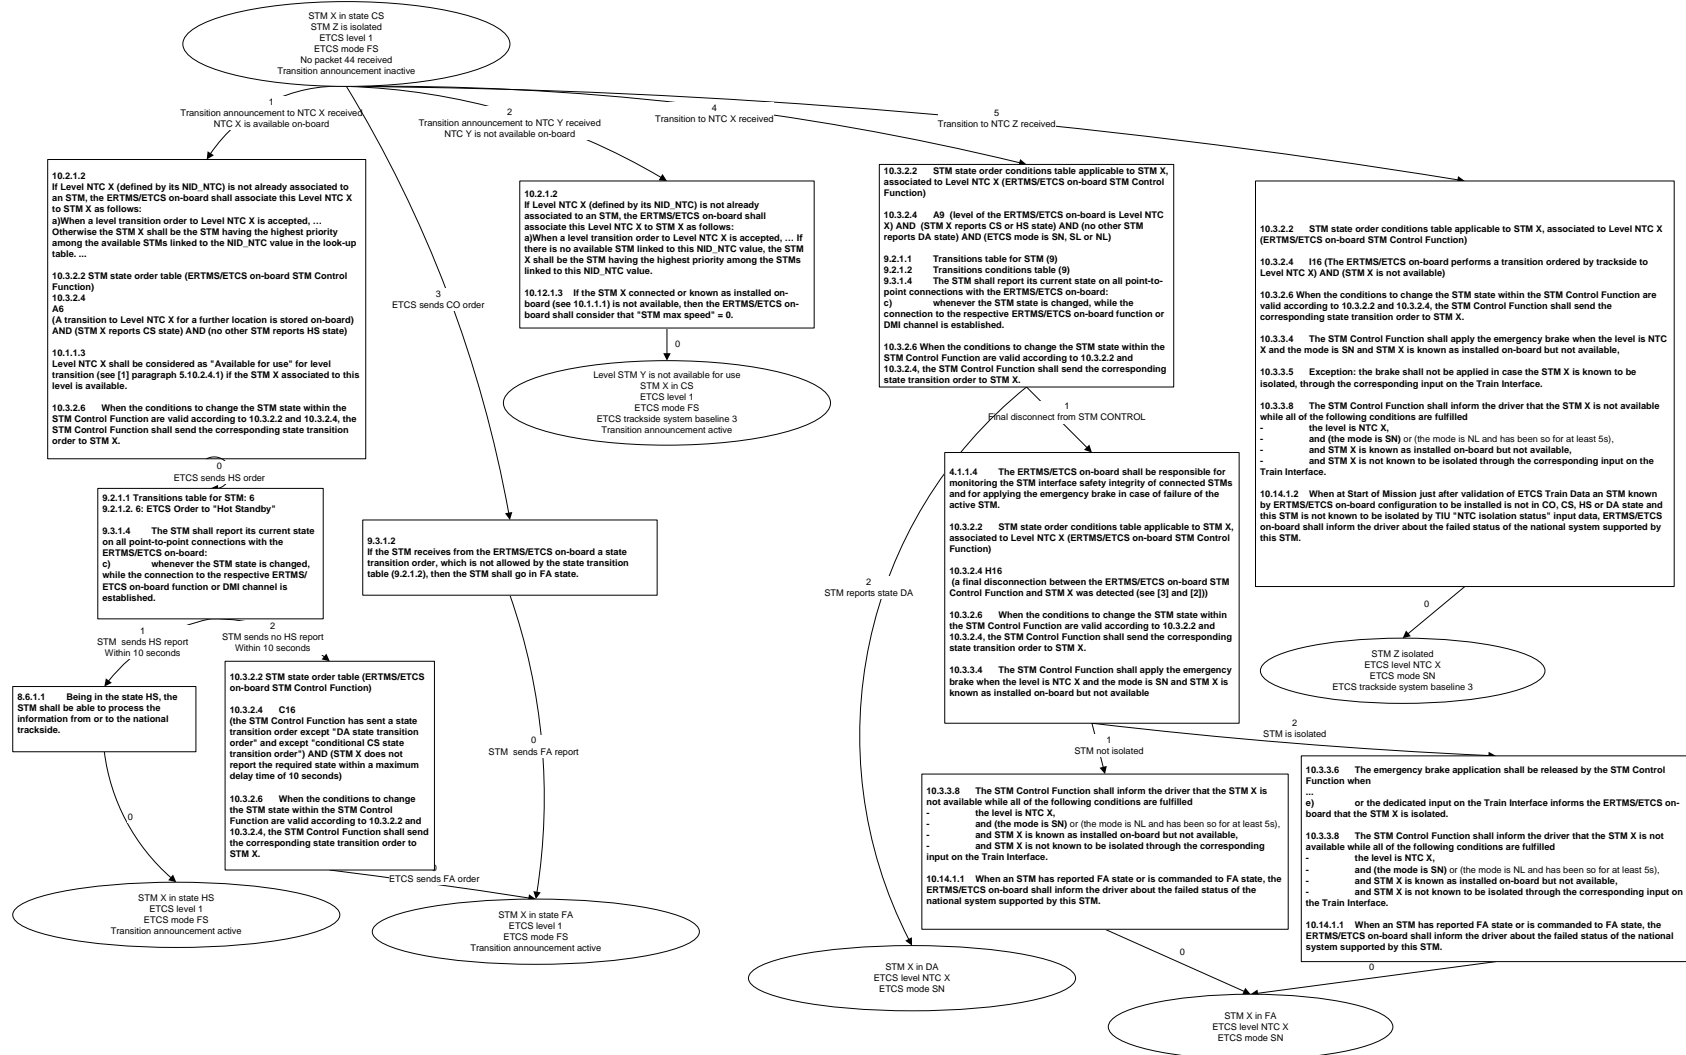 STM X in state CS
STM Z is isolated
ETCS level 1
ETCS mode FS
No packet 44 received
Transition announcement inactive
1
Transition announcement to NTC X received
NTC X is available on-board
2
Transition announcement to NTC Y received
NTC Y is not available on-board
4
Transition to NTC X received
5
Transition to NTC Z received
10.2.1.2
If Level NTC X (defined by its NID_NTC) is not already associated to
an STM, the ERTMS/ETCS on-board shall associate this Level NTC X
to STM X as follows:
a)When a level transition order to Level NTC X is accepted, ...
Otherwise the STM X shall be the STM having the highest priority
among the available STMs linked to the NID_NTC value in the look-up
table. ...
10.3.2.2 STM state order table (ERTMS/ETCS on-board STM Control
Function)
10.3.2.4
A6
(A transition to Level NTC X for a further location is stored on-board)
AND (STM X reports CS state) AND (no other STM reports HS state)
10.1.1.3
Level NTC X shall be considered as "Available for use" for level
transition (see [1] paragraph 5.10.2.4.1) if the STM X associated to this
level is available.
10.3.2.6 When the conditions to change the STM state within the
STM Control Function are valid according to 10.3.2.2 and 10.3.2.4, the
STM Control Function shall send the corresponding state transition
order to STM X.
0
ETCS sends HS order
9.2.1.1 Transitions table for STM: 6
9.2.1.2. 6: ETCS Order to "Hot Standby"
9.3.1.4 The STM shall report its current state
on all point-to-point connections with the
ERTMS/ETCS on-board:
c) whenever the STM state is changed,
while the connection to the respective ERTMS/
ETCS on-board function or DMI channel is
established.
1
STM sends HS report
Within 10 seconds
2
STM sends no HS report
Within 10 seconds
8.6.1.1 Being in the state HS, the
STM shall be able to process the
information from or to the national
trackside.
10.3.2.2 STM state order table (ERTMS/ETCS
on-board STM Control Function)
10.3.2.4 C16
(the STM Control Function has sent a state
transition order except "DA state transition
order" and except "conditional CS state
transition order") AND (STM X does not
report the required state within a maximum
delay time of 10 seconds)
10.3.2.6 When the conditions to change
the STM state within the STM Control
Function are valid according to 10.3.2.2 and
10.3.2.4, the STM Control Function shall send
the corresponding state transition order to
STM X.
0
ETCS sends FA order
0
STM X in state HS
ETCS level 1
ETCS mode FS
Transition announcement active
3
ETCS sends CO order
9.3.1.2
If the STM receives from the ERTMS/ETCS on-board a state
transition order, which is not allowed by the state transition
table (9.2.1.2), then the STM shall go in FA state.
0
STM sends FA report
STM X in state FA
ETCS level 1
ETCS mode FS
Transition announcement active
10.2.1.2
If Level NTC X (defined by its NID_NTC) is not already
associated to an STM, the ERTMS/ETCS on-board shall
associate this Level NTC X to STM X as follows:
a)When a level transition order to Level NTC X is accepted, ... If
there is no available STM linked to this NID_NTC value, the STM
X shall be the STM having the highest priority among the STMs
linked to this NID_NTC value.
10.12.1.3 If the STM X connected or known as installed on-
board (see 10.1.1.1) is not available, then the ERTMS/ETCS on-
board shall consider that "STM max speed" = 0.
0
Level STM Y is not available for use
STM X in CS
ETCS level 1
ETCS mode FS
ETCS trackside system baseline 3
Transition announcement active
10.3.2.2 STM state order conditions table applicable to STM X,
associated to Level NTC X (ERTMS/ETCS on-board STM Control
Function)
10.3.2.4 A9 (level of the ERTMS/ETCS on-board is Level NTC
X) AND (STM X reports CS or HS state) AND (no other STM
reports DA state) AND (ETCS mode is SN, SL or NL)
9.2.1.1 Transitions table for STM (9)
9.2.1.2 Transitions conditions table (9)
9.3.1.4 The STM shall report its current state on all point-to-
point connections with the ERTMS/ETCS on-board:
c) whenever the STM state is changed, while the
connection to the respective ERTMS/ETCS on-board function or
DMI channel is established.
10.3.2.6 When the conditions to change the STM state within the
STM Control Function are valid according to 10.3.2.2 and
10.3.2.4, the STM Control Function shall send the corresponding
state transition order to STM X.
1
Final disconnect from STM CONTROL
2
STM reports state DA
4.1.1.4 The ERTMS/ETCS on-board shall be responsible for
monitoring the STM interface safety integrity of connected STMs
and for applying the emergency brake in case of failure of the
active STM.
10.3.2.2 STM state order conditions table applicable to STM X,
associated to Level NTC X (ERTMS/ETCS on-board STM Control
Function)
10.3.2.4 H16
(a final disconnection between the ERTMS/ETCS on-board STM
Control Function and STM X was detected (see [3] and [2]))
10.3.2.6 When the conditions to change the STM state within
the STM Control Function are valid according to 10.3.2.2 and
10.3.2.4, the STM Control Function shall send the corresponding
state transition order to STM X.
10.3.3.4 The STM Control Function shall apply the emergency
brake when the level is NTC X and the mode is SN and STM X is
known as installed on-board but not available
1
STM not isolated
2
STM is isolated
10.3.3.8 The STM Control Function shall inform the driver that the STM X is
not available while all of the following conditions are fulfilled
- the level is NTC X,
- and (the mode is SN) or (the mode is NL and has been so for at least 5s),
- and STM X is known as installed on-board but not available,
- and STM X is not known to be isolated through the corresponding
input on the Train Interface.
10.14.1.1 When an STM has reported FA state or is commanded to FA state, the
ERTMS/ETCS on-board shall inform the driver about the failed status of the
national system supported by this STM.
0
STM X in DA
ETCS level NTC X
ETCS mode SN
10.3.2.2 STM state order conditions table applicable to STM X, associated to Level NTC X
(ERTMS/ETCS on-board STM Control Function)
10.3.2.4 I16 (The ERTMS/ETCS on-board performs a transition ordered by trackside to
Level NTC X) AND (STM X is not available)
10.3.2.6 When the conditions to change the STM state within the STM Control Function are
valid according to 10.3.2.2 and 10.3.2.4, the STM Control Function shall send the
corresponding state transition order to STM X.
10.3.3.4 The STM Control Function shall apply the emergency brake when the level is NTC
X and the mode is SN and STM X is known as installed on-board but not available,
10.3.3.5 Exception: the brake shall not be applied in case the STM X is known to be
isolated, through the corresponding input on the Train Interface.
10.3.3.8 The STM Control Function shall inform the driver that the STM X is not available
while all of the following conditions are fulfilled
- the level is NTC X,
- and (the mode is SN) or (the mode is NL and has been so for at least 5s),
- and STM X is known as installed on-board but not available,
- and STM X is not known to be isolated through the corresponding input on the
Train Interface.
10.14.1.2 When at Start of Mission just after validation of ETCS Train Data an STM known
by ERTMS/ETCS on-board configuration to be installed is not in CO, CS, HS or DA state and
this STM is not known to be isolated by TIU "NTC isolation status" input data, ERTMS/ETCS
on-board shall inform the driver about the failed status of the national system supported by
this STM.
0
STM Z isolated
ETCS level NTC X
ETCS mode SN
ETCS trackside system baseline 3
10.3.3.6 The emergency brake application shall be released by the STM Control
Function when
...
e) or the dedicated input on the Train Interface informs the ERTMS/ETCS on-
board that the STM X is isolated.
10.3.3.8 The STM Control Function shall inform the driver that the STM X is not
available while all of the following conditions are fulfilled
- the level is NTC X,
- and (the mode is SN) or (the mode is NL and has been so for at least 5s),
- and STM X is known as installed on-board but not available,
- and STM X is not known to be isolated through the corresponding input on
the Train Interface.
10.14.1.1 When an STM has reported FA state or is commanded to FA state, the
ERTMS/ETCS on-board shall inform the driver about the failed status of the national
system supported by this STM.
0
STM X in FA
ETCS level NTC X
ETCS mode SN